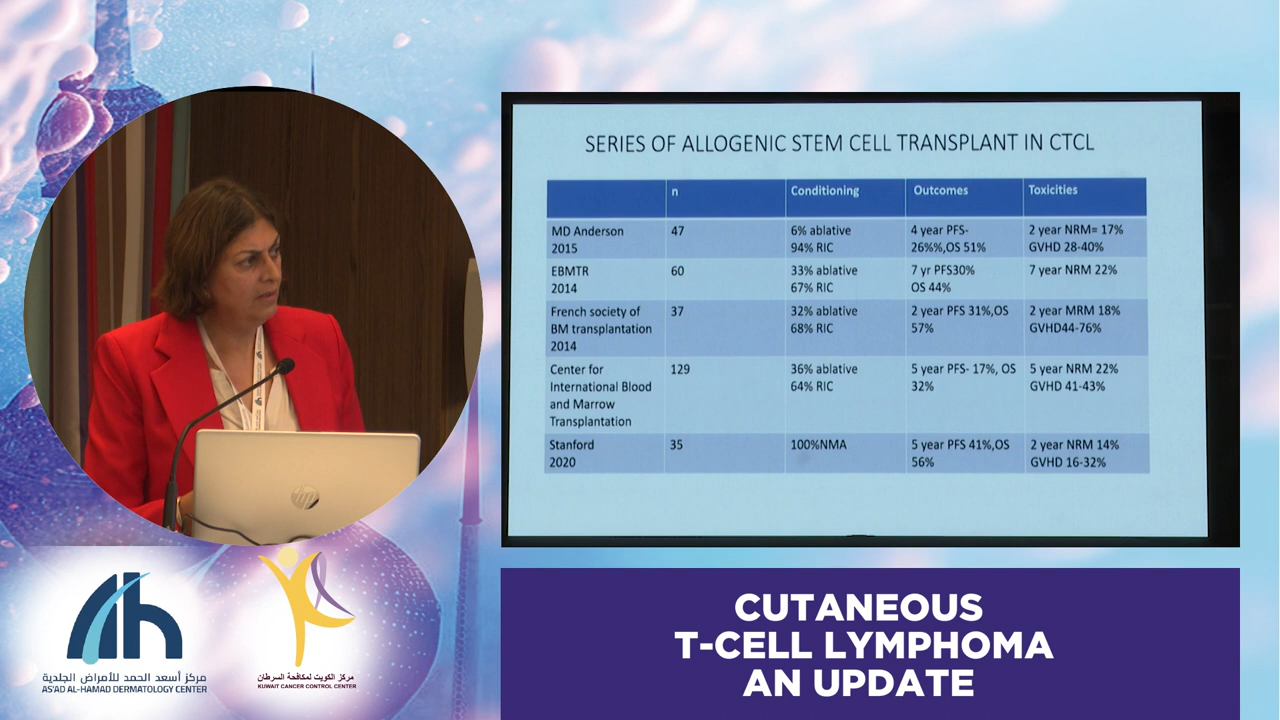 SERIES OF ALLOGENIC STEM CELL TRANSPLANT IN CTCL
n
Conditioning
Outcomes
Toxicities
MD Anderson
2015
47
6% ablative
94% RIC
4 year PFS-
26%%,OS 51%
2 year NRM= 17%
GVHD 28-40%
EBMTR
2014
60
33% ablative
67% RIC
7 yr PFS30%
OS 44%
7 year NRM 22%
French society of
BM transplantation
2014
37
32% ablative
68% RIC
2 year PFS 31%,OS
57%
2 year MRM 18%
GVHD44-76%
Center for
International Blood
and Marrow
Transplantation
129
36% ablative
64% RIC
5 year PFS- 17%, OS
32%
5 year NRM 22%
GVHD 41-43%
Stanford
2020
35
100%NMA
5 year PFS 41%,OS
56%
2 year NRM 14%
GVHD 16-32%
hp
ah
مركز أسعد الحمد للأمراض الجلدية
AS'AD AL-HAMAD DERMATOLOGY CENTER
مركز الكويت لمكافحة السرطان
KUWAIT CANCER CONTROL CENTER
CUTANEOUS
T-CELL LYMPHOMA
AN UPDATE